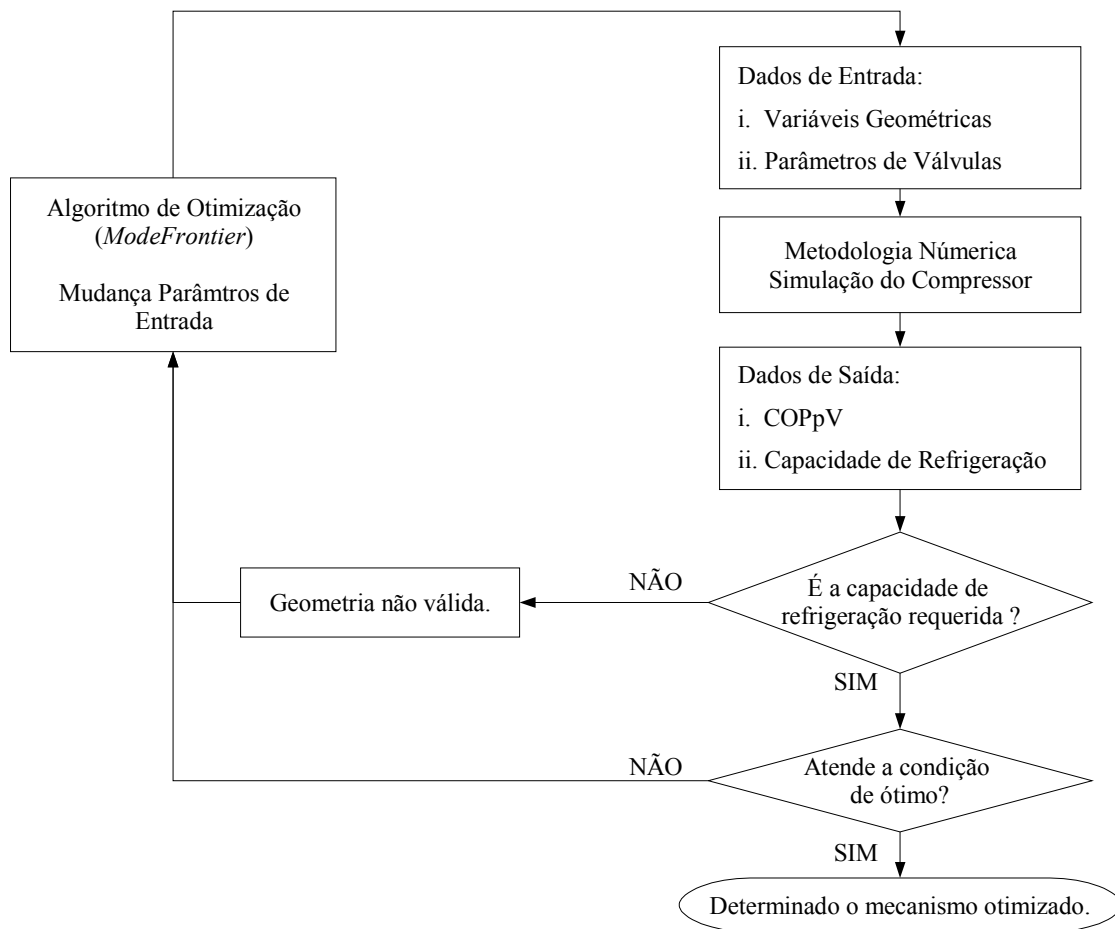 Dados de Entrada:
i. Variáveis Geométricas
ii. Parâmetros de Válvulas
Algoritmo de Otimização
(ModeFrontier)
Mudança Parâmtros de
Entrada
Metodologia Númerica
Simulação do Compressor
Dados de Saída:
i. COPpV
ii. Capacidade de Refrigeração
É a capacidade de
refrigeração requerida ?
NÃO
Geometria não válida.
SIM
Atende a condição
de ótimo?
NÃO
SIM
Determinado o mecanismo otimizado.